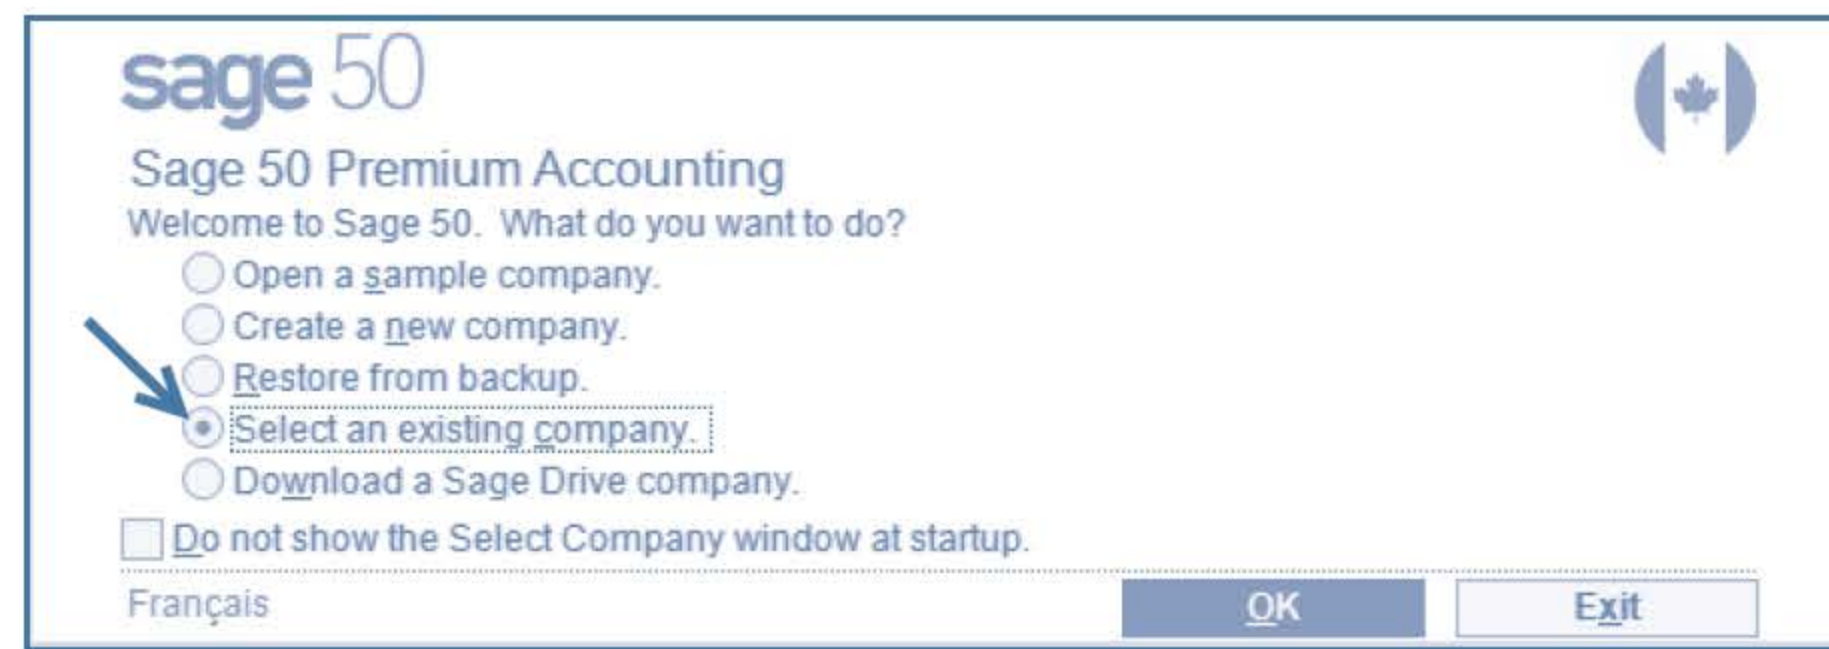 sage 50
Sage 50 Premium Accounting
Welcome to Sage 50. What do you want to do?
Open a sample company.
Create a new company.
Restore from backup.
Select an existing company.
Download a Sage Drive company.
Do not show the Select Company window at startup.
Français OK Exit